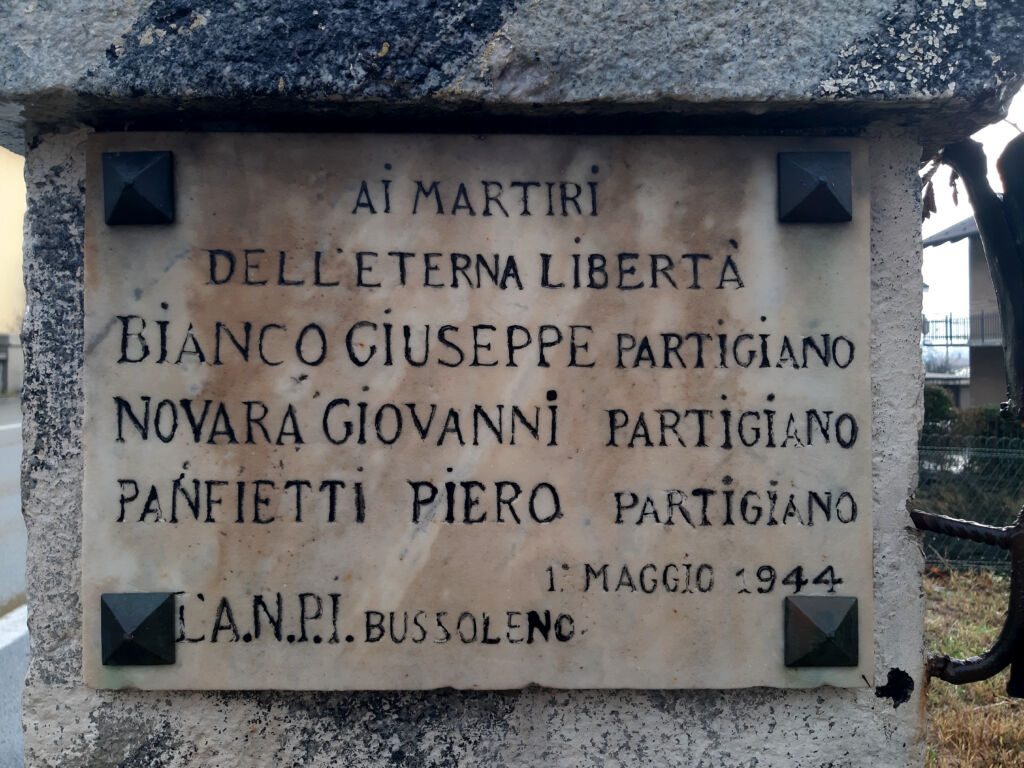 Ai MARTiRi
DELL'ETERNA LiBERTÀ
BiANCO GiUSEPPE PARTiGiANO
NOVARA GiOVANNi PARTiGiANO
PANFIETTi PiERO PARTiGiANO
1° MAGGiO 1944
L'A.N.P.I. BUSSOLENO